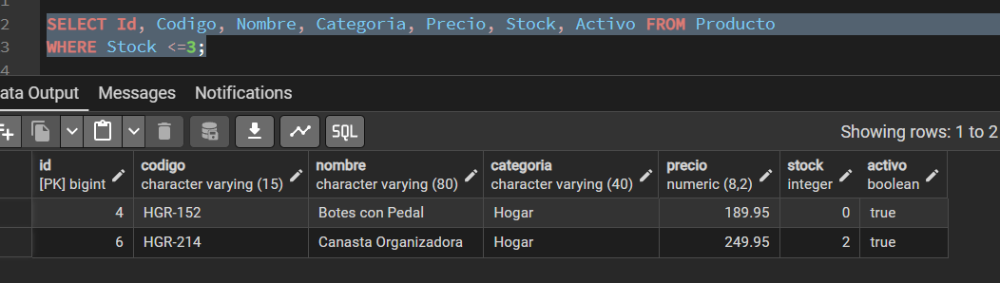 2 SELECT Id, Codigo, Nombre, Categoria, Precio, Stock, Activo FROM Producto
3 WHERE Stock <=3;
4
ata Output Messages Notifications
SQL Showing rows: 1 to 2
id codigo nombre categoria precio stock activo
[PK] bigint character varying (15) character varying (80) character varying (40) numeric (8,2) integer boolean
4 HGR-152 Botes con Pedal Hogar 189.95 0 true
6 HGR-214 Canasta Organizadora Hogar 249.95 2 true